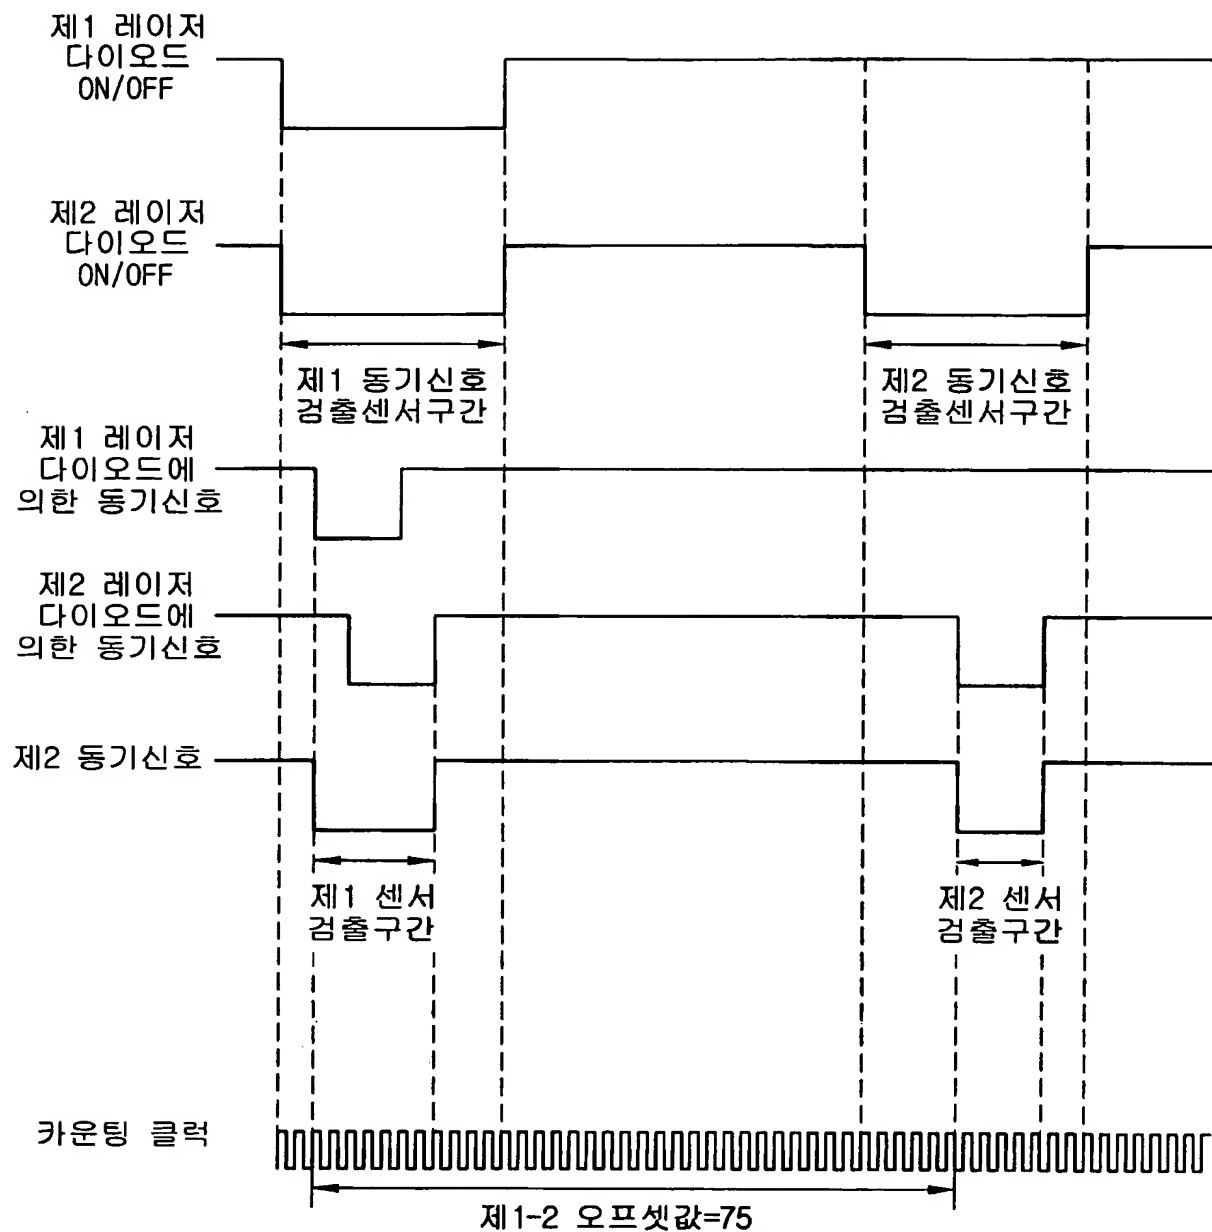 제1 레이저
다이오드
ON/OFF
제2 레이저
다이오드
ON/OFF
제1 동기신호
검출센서구간
제2 동기신호
검출센서구간
제1 레이저
다이오드에
의한 동기신호
제2 레이저
다이오드에
의한 동기신호
제2 동기신호
제1 센서
검출구간
제2 센서
검출구간
카운팅 클럭
제1-2 오프셋값=75